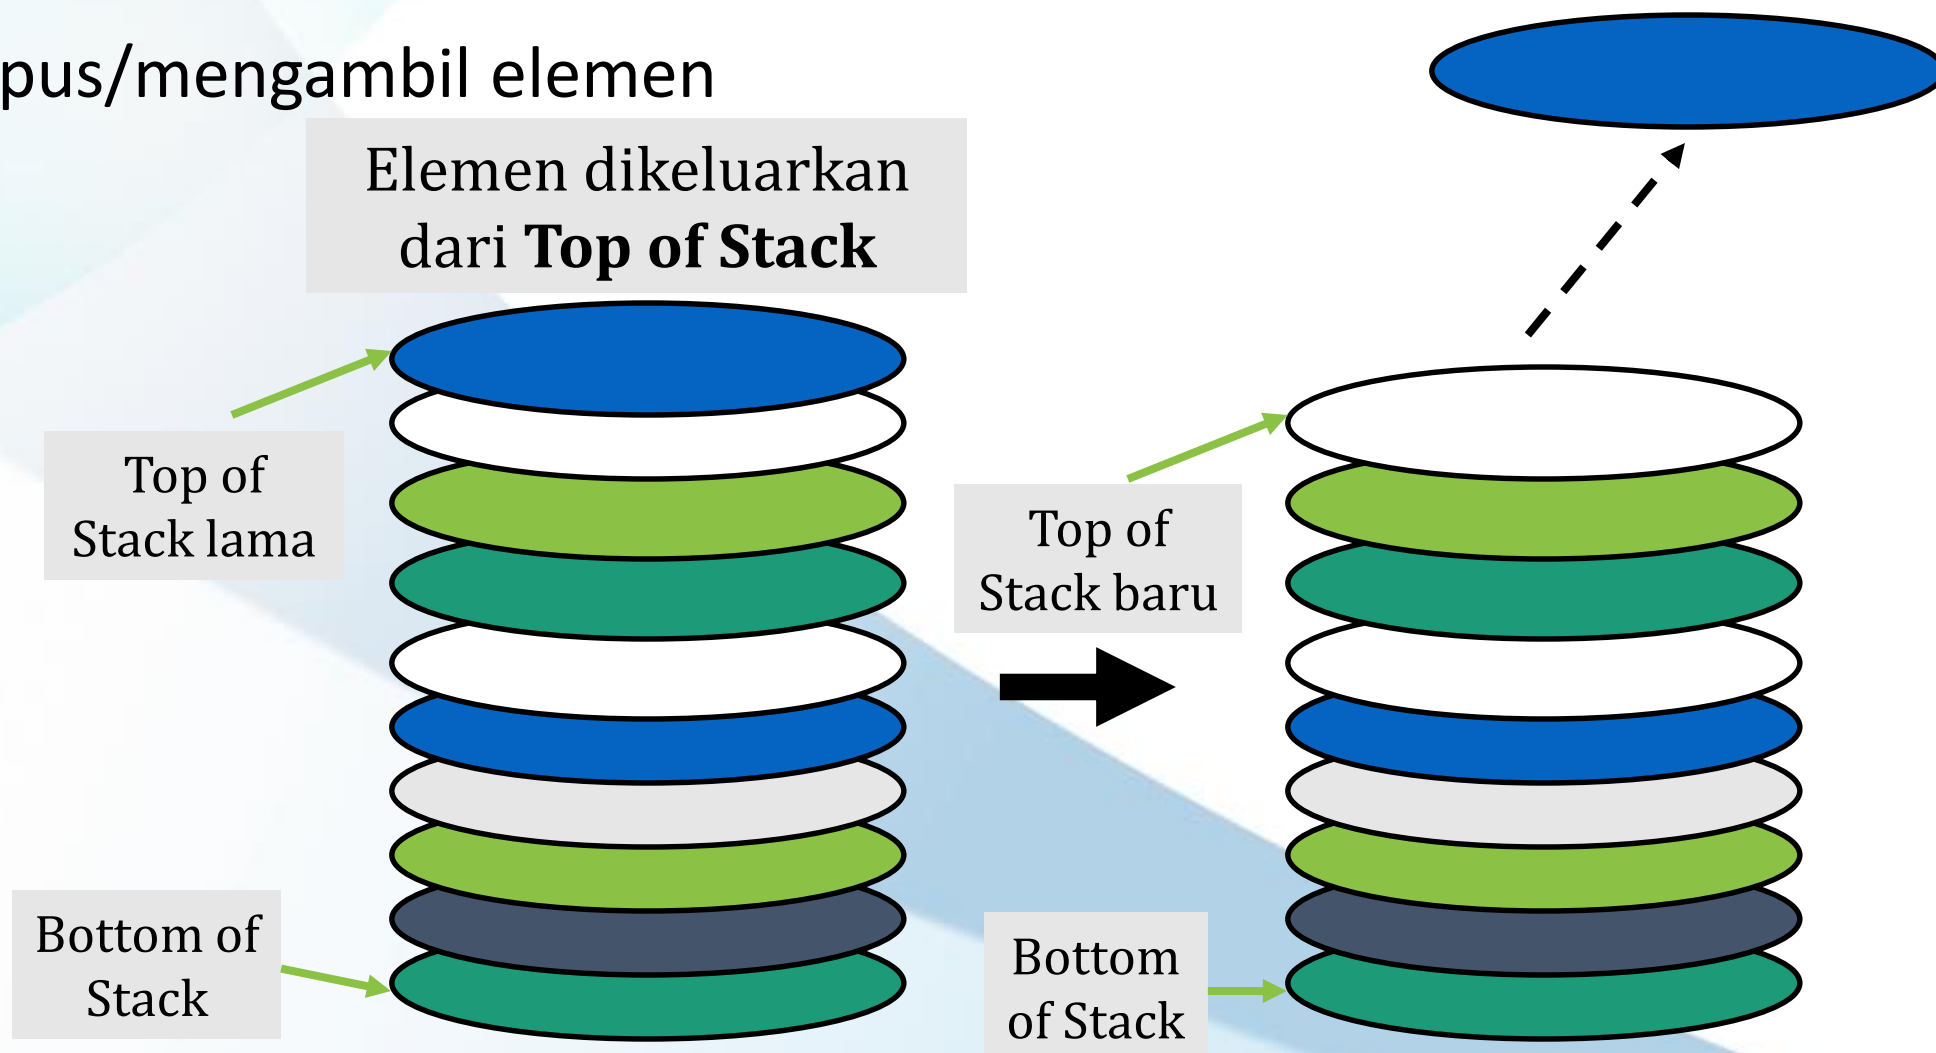 pus/mengambil elemen
Elemen dikeluarkan
dari Top of Stack
Top of
Stack lama
Top of
Stack baru
Bottom of
Stack
Bottom
of Stack